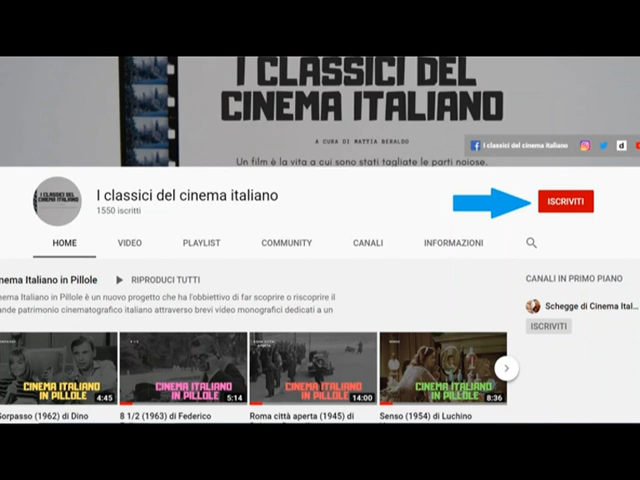 I CLASSICI DEL
CINEMA ITALIANO
A CURA DI MATTIA BERALDO
Un film è la vita a cui sono stati tagliate le parti noiose.
I classici del cinema italiano
I classici del cinema italiano
1550 iscritti
ISCRIVITI
HOME VIDEO PLAYLIST COMMUNITY CANALI INFORMAZIONI
nema Italiano in Pillole RIPRODUCI TUTTI
nema Italiano in Pillole è un nuovo progetto che ha l'obbiettivo di far scoprire o riscoprire il
ande patrimonio cinematografico italiano attraverso brevi video monografici dedicati a un
CANALI IN PRIMO PIANO
Schegge di Cinema Ital...
ISCRIVITI
CINEMA ITALIANO
IN PILLOLE
4:45
CINEMA ITALIANO
IN PILLOLE
5:14
CINEMA ITALIANO
IN PILLOLE
14:00
CINEMA ITALIANO
IN PILLOLE
8:36
Sorpasso (1962) di Dino
8 1/2 (1963) di Federico
Roma città aperta (1945) di
Senso (1954) di Luchino